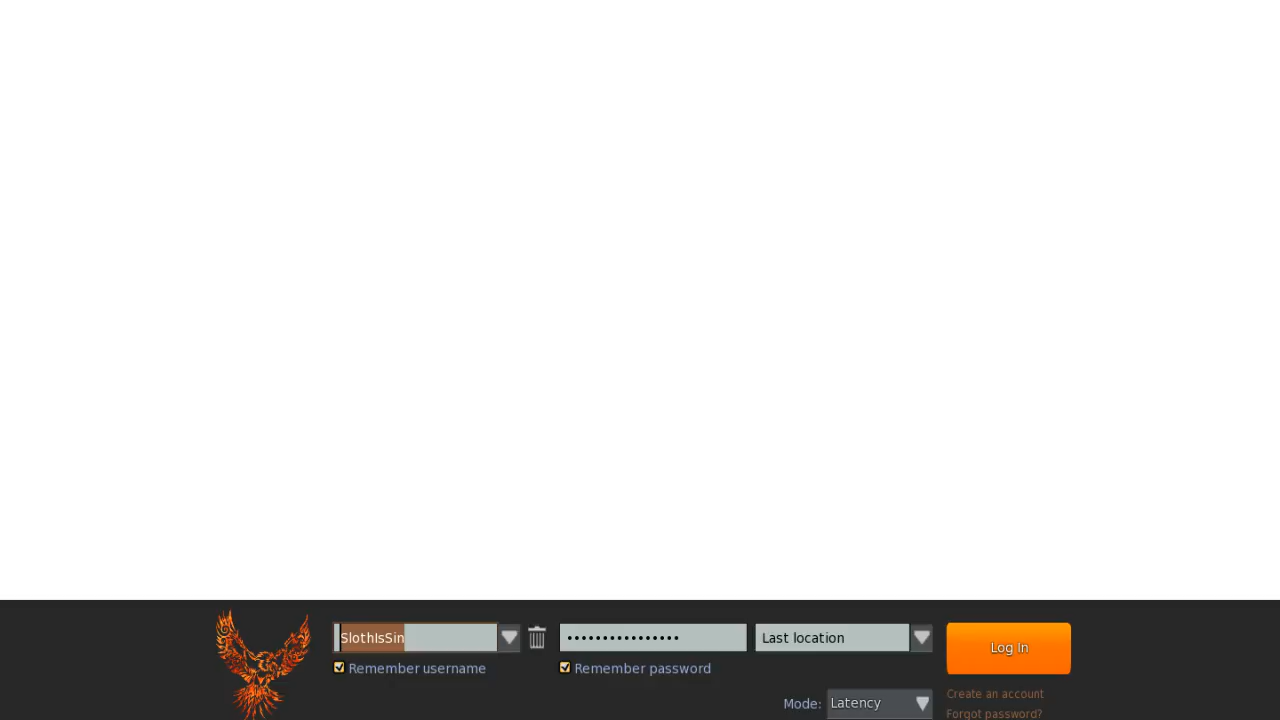 SlothIsSin
•••••••••••••••• Last location
Log In
Remember username
Remember password
Create an account
Mode: Latency
Forgot password?